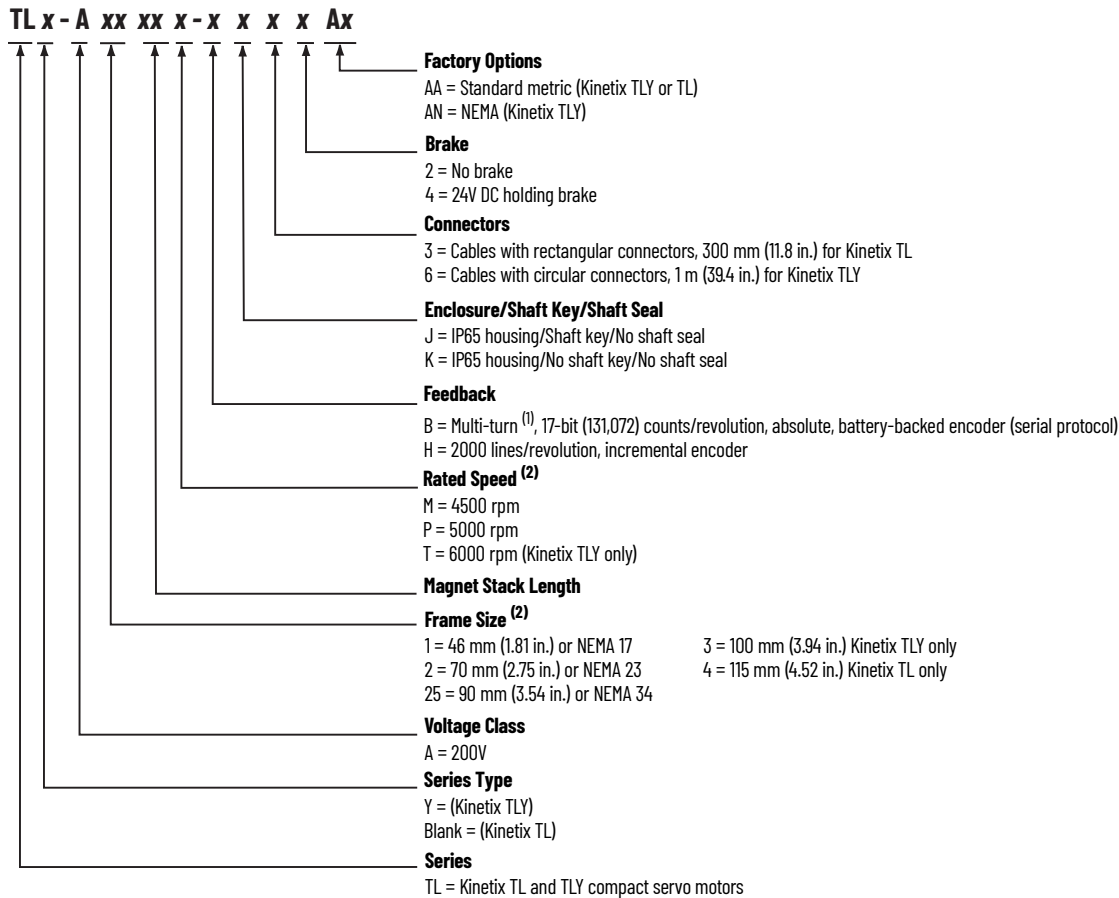 TL x - A xx xx x - x x x x Ax
Factory Options
AA = Standard metric (Kinetix TLY or TL)
AN = NEMA (Kinetix TLY)
Brake
2 = No brake
4 = 24V DC holding brake
Connectors
3 = Cables with rectangular connectors, 300 mm (11.8 in.) for Kinetix TL
6 = Cables with circular connectors, 1 m (39.4 in.) for Kinetix TLY
Enclosure/Shaft Key/Shaft Seal
J = IP65 housing/Shaft key/No shaft seal
K = IP65 housing/No shaft key/No shaft seal
Feedback
B = Multi-turn (1), 17-bit (131,072) counts/revolution, absolute, battery-backed encoder (serial protocol)
H = 2000 lines/revolution, incremental encoder
Rated Speed (2)
M = 4500 rpm
P = 5000 rpm
T = 6000 rpm (Kinetix TLY only)
Magnet Stack Length
Frame Size (2)
1 = 46 mm (1.81 in.) or NEMA 17 3 = 100 mm (3.94 in.) Kinetix TLY only
2 = 70 mm (2.75 in.) or NEMA 23 4 = 115 mm (4.52 in.) Kinetix TL only
25 = 90 mm (3.54 in.) or NEMA 34
Voltage Class
A = 200V
Series Type
Y = (Kinetix TLY)
Blank = (Kinetix TL)
Series
TL = Kinetix TL and TLY compact servo motors